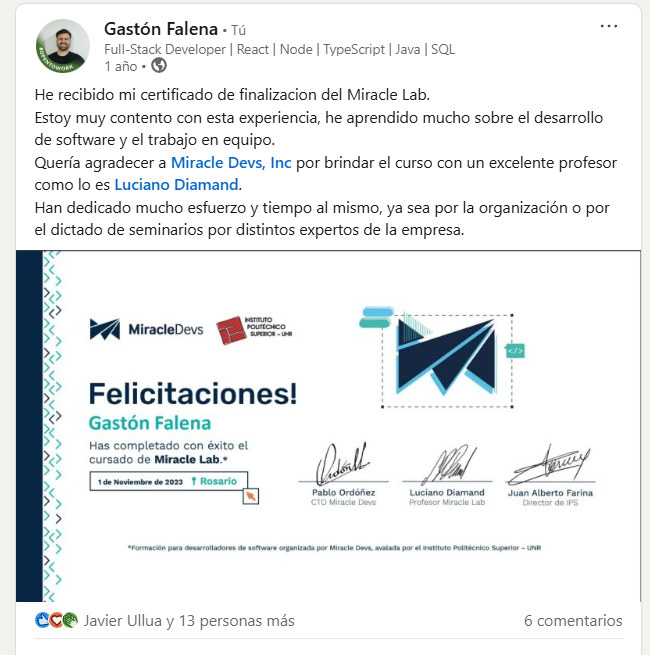 Gastón Falena • Tú
Full-Stack Developer | React | Node | TypeScript | Java | SQL
1 año •
He recibido mi certificado de finalizacion del Miracle Lab.
Estoy muy contento con esta experiencia, he aprendido mucho sobre el desarrollo
de software y el trabajo en equipo.
Quería agradecer a Miracle Devs, Inc por brindar el curso con un excelente profesor
como lo es Luciano Diamand.
Han dedicado mucho esfuerzo y tiempo al mismo, ya sea por la organización o por
el dictado de seminarios por distintos expertos de la empresa.
MiracleDevs
INSTITUTO
POLITÉCNICO
SUPERIOR - UNR
</>
Felicitaciones!
Gastón Falena
Has completado con éxito el
cursado de Miracle Lab.*
1 de Noviembre de 2023 Rosario
Pablo Ordóñez
CTO Miracle Devs
Luciano Diamand
Profesor Miracle Lab
Juan Alberto Farina
Director de IPS
*Formación para desarrolladores de software organizada por Miracle Devs, avalada por el Instituto Politécnico Superior - UNR
Javier Ullua y 13 personas más
6 comentarios